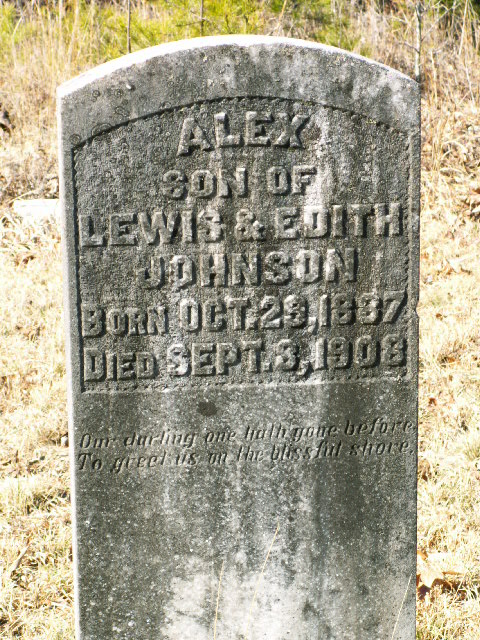 ALEX
SON OF
LEWIS & EDITH
JOHNSON
BORN OCT. 23, 1887
DIED SEPT. 3, 1908
Our darling one hath gone before
To greet us on the blissful shore.